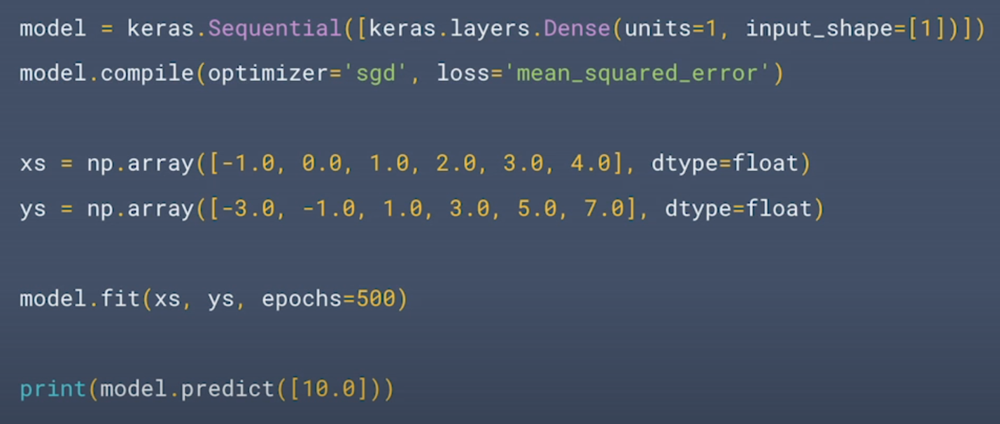 model = keras.Sequential([keras.layers.Dense(units=1, input_shape=[1])])
model.compile(optimizer='sgd', loss='mean_squared_error')
xs = np.array([-1.0, 0.0, 1.0, 2.0, 3.0, 4.0], dtype=float)
ys = np.array([-3.0, -1.0, 1.0, 3.0, 5.0, 7.0], dtype=float)
model.fit(xs, ys, epochs=500)
print(model.predict([10.0]))